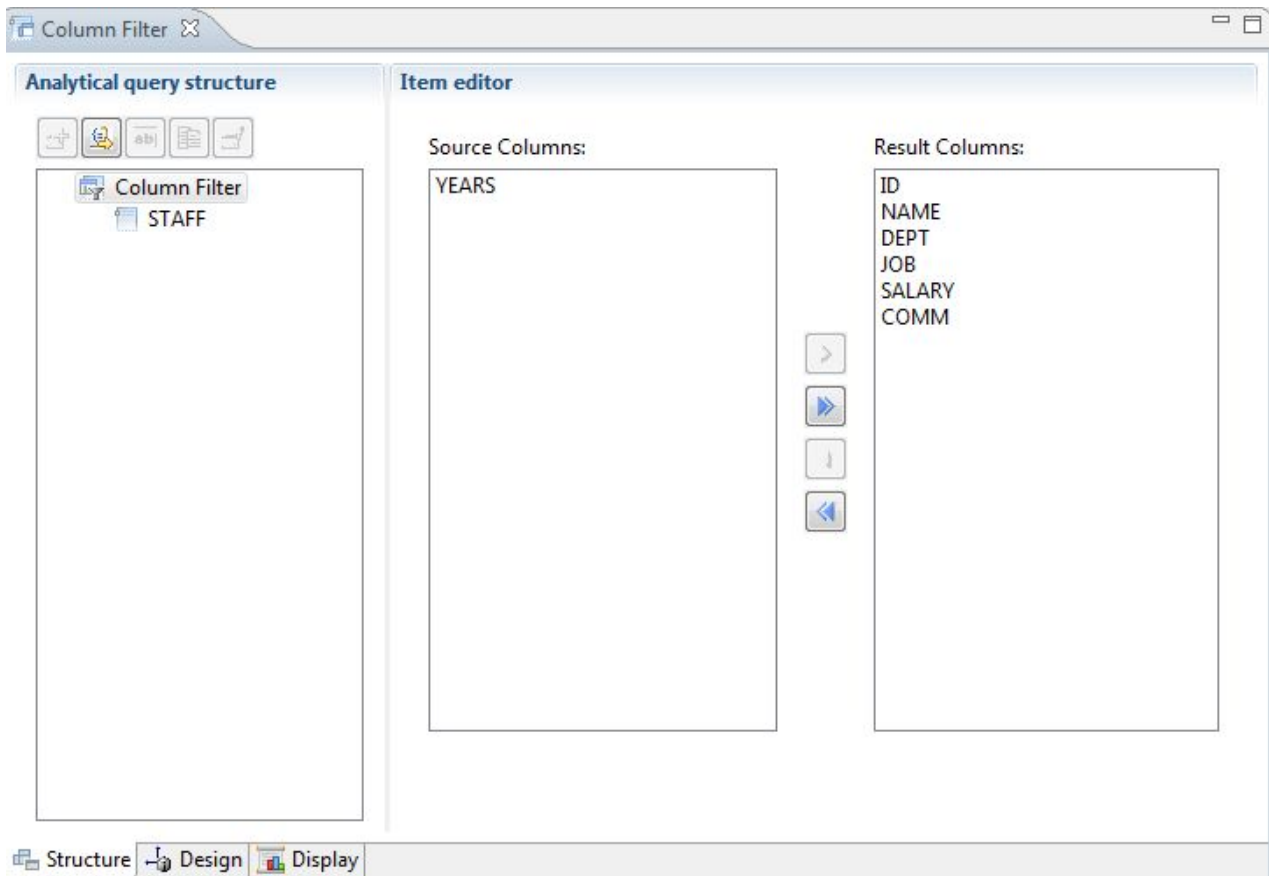 Column Filter
Analytical query structure
Item editor
ab
Column Filter
STAFF
Source Columns:
YEARS
Result Columns:
ID
NAME
DEPT
JOB
SALARY
COMM
Structure
Design
Display